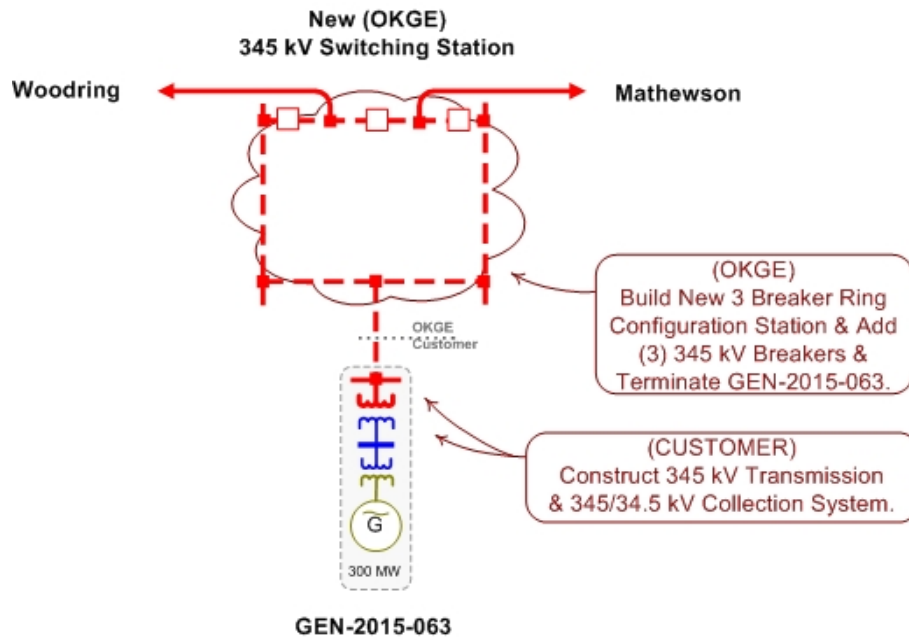 New (OKGE)
345 kV Switching Station
Woodring
Mathewson
(OKGE)
Build New 3 Breaker Ring
Configuration Station & Add
(3) 345 kV Breakers &
Terminate GEN-2015-063.
OKGE
Customer
(CUSTOMER)
Construct 345 kV Transmission
& 345/34.5 kV Collection System.
G
300 MW
GEN-2015-063